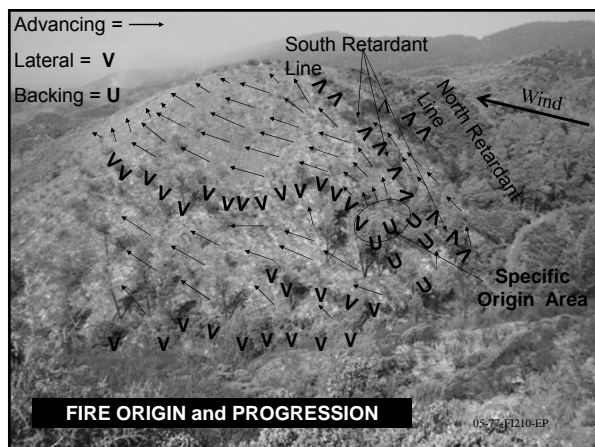 Advancing =
Lateral = V
Backing = U
South Retardant
Line
North Retardant
Line
Wind
Specific
Origin Area
FIRE ORIGIN and PROGRESSION
05-77-FI210-EP